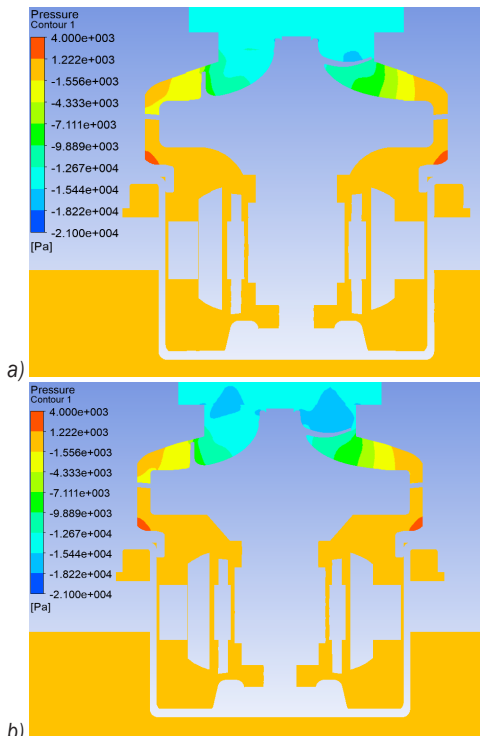 Pressure
Contour 1
4.000e+003
1.222e+003
-1.556e+003
-4.333e+003
-7.111e+003
-9.889e+003
-1.267e+004
-1.544e+004
-1.822e+004
-2.100e+004
[Pa]
a)
Pressure
Contour 1
4.000e+003
1.222e+003
-1.556e+003
-4.333e+003
-7.111e+003
-9.889e+003
-1.267e+004
-1.544e+004
-1.822e+004
-2.100e+004
[Pa]
b)